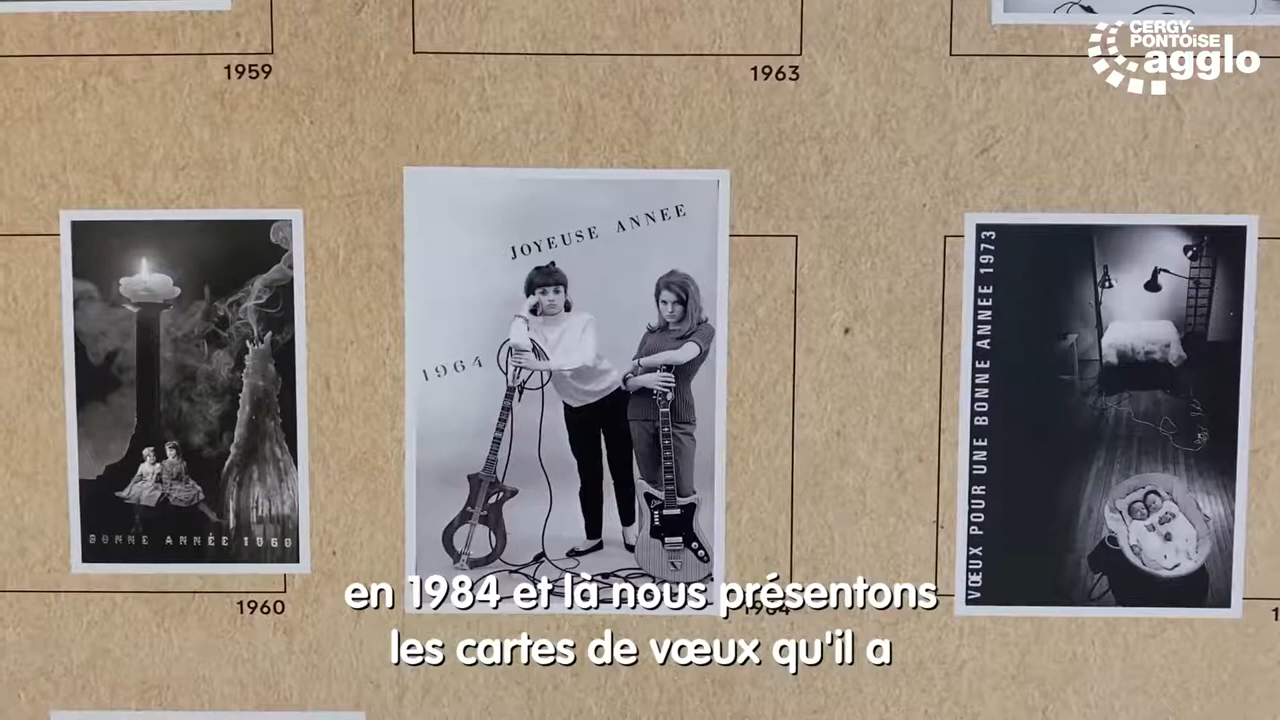 1959
1963
CERGY-
PONTOISE
agglo
JOYEUSE ANNEE
1964
BONNE ANNÉE 1960
VŒUX POUR UNE BONNE ANNEE 1973
1960
1964
en 1984 et là nous présentons
les cartes de vœux qu'il a